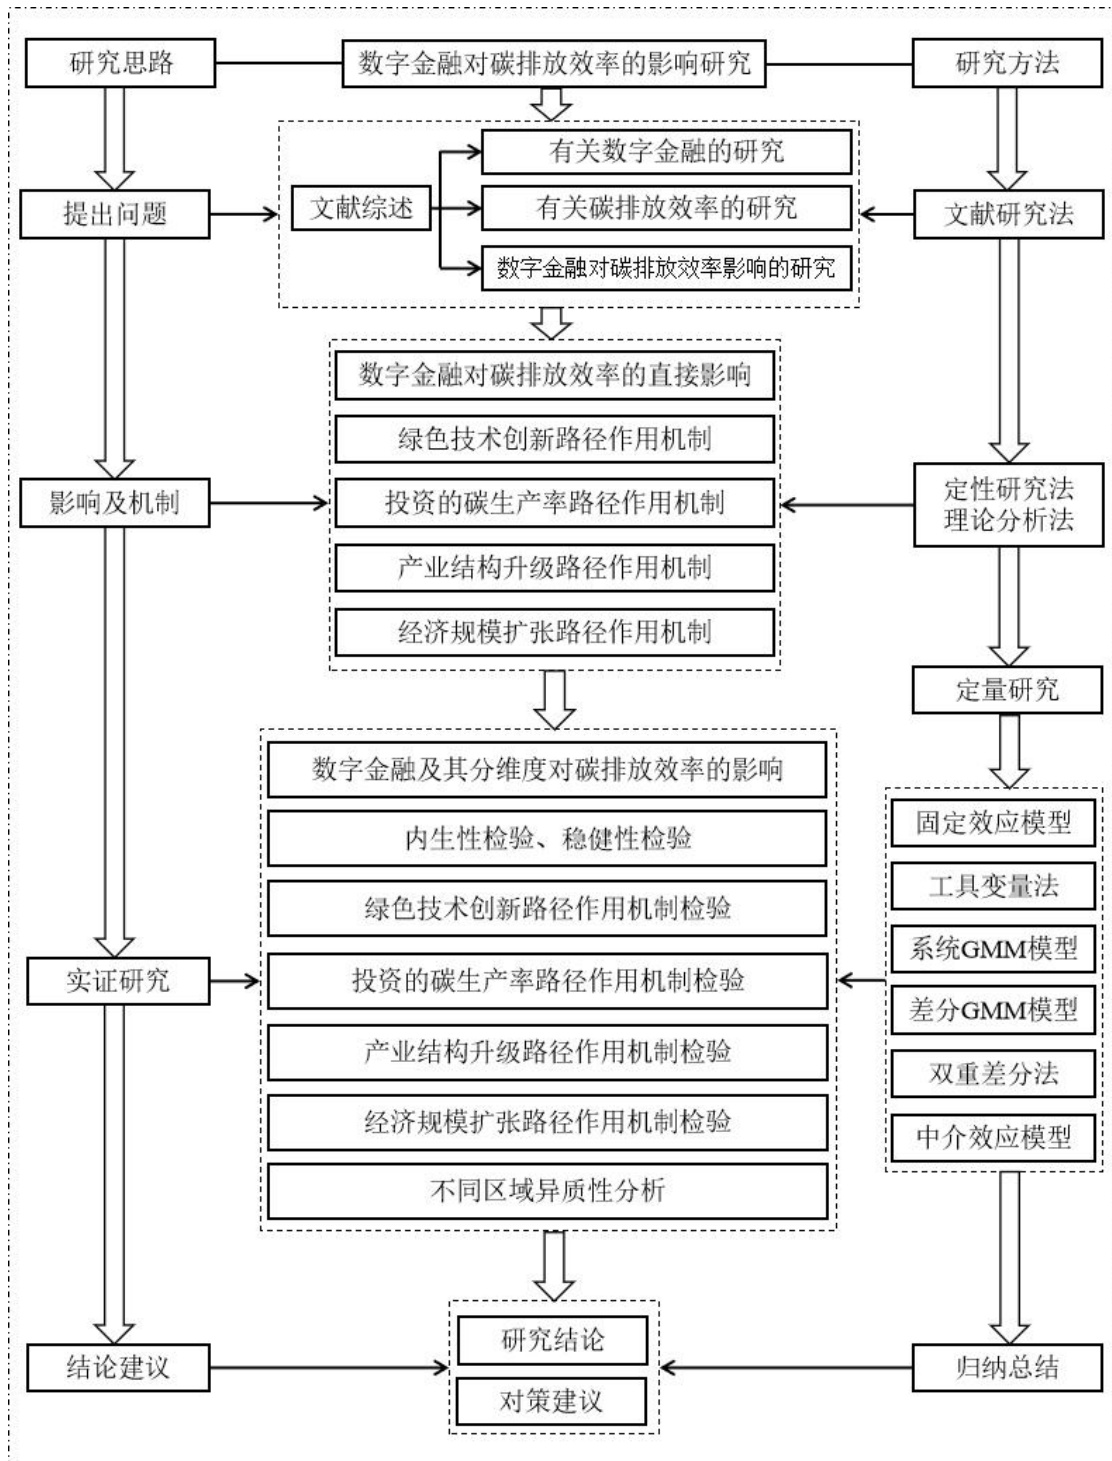 研究思路
数字金融对碳排放效率的影响研究
研究方法
有关数字金融的研究
提出问题
文献综述
有关碳排放效率的研究
文献研究法
数字金融对碳排放效率影响的研究
数字金融对碳排放效率的直接影响
绿色技术创新路径作用机制
影响及机制
投资的碳生产率路径作用机制
定性研究法
理论分析法
产业结构升级路径作用机制
经济规模扩张路径作用机制
定量研究
数字金融及其分维度对碳排放效率的影响
固定效应模型
内生性检验、稳健性检验
工具变量法
绿色技术创新路径作用机制检验
系统GMM模型
实证研究
投资的碳生产率路径作用机制检验
差分GMM模型
产业结构升级路径作用机制检验
双重差分法
经济规模扩张路径作用机制检验
中介效应模型
不同区域异质性分析
研究结论
结论建议
归纳总结
对策建议